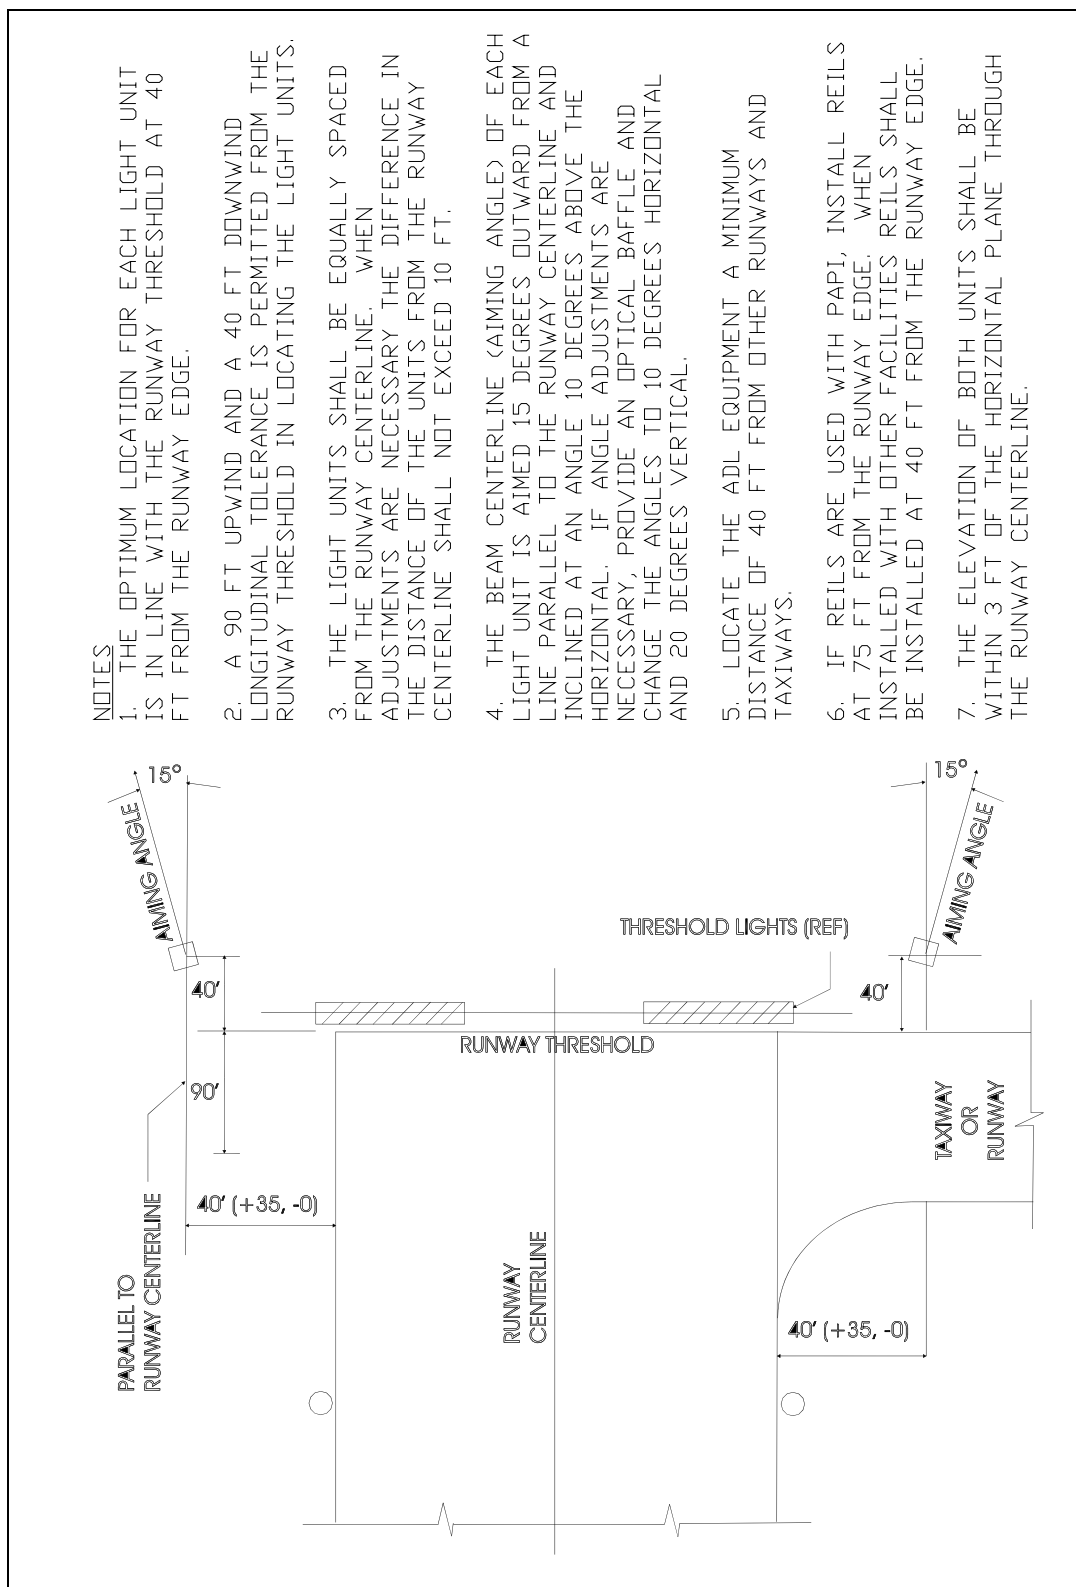 NOTES
1. THE OPTIMUM LOCATION FOR EACH LIGHT UNIT
IS IN LINE WITH THE RUNWAY THRESHOLD AT 40
FT FROM THE RUNWAY EDGE.
2. A 90 FT UPWIND AND A 40 FT DOWNWIND
LONGITUDINAL TOLERANCE IS PERMITTED FROM THE
RUNWAY THRESHOLD IN LOCATING THE LIGHT UNITS.
3. THE LIGHT UNITS SHALL BE EQUALLY SPACED
FROM THE RUNWAY CENTERLINE. WHEN
ADJUSTMENTS ARE NECESSARY THE DIFFERENCE IN
THE DISTANCE OF THE UNITS FROM THE RUNWAY
CENTERLINE SHALL NOT EXCEED 10 FT.
4. THE BEAM CENTERLINE (AIMING ANGLE) OF EACH
LIGHT UNIT IS AIMED 15 DEGREES OUTWARD FROM A
LINE PARALLEL TO THE RUNWAY CENTERLINE AND
INCLINED AT AN ANGLE 10 DEGREES ABOVE THE
HORIZONTAL. IF ANGLE ADJUSTMENTS ARE
NECESSARY, PROVIDE AN OPTICAL BAFFLE AND
CHANGE THE ANGLES TO 10 DEGREES HORIZONTAL
AND 20 DEGREES VERTICAL.
5. LOCATE THE ADL EQUIPMENT A MINIMUM
DISTANCE OF 40 FT FROM OTHER RUNWAYS AND
TAXIWAYS.
6. IF REILS ARE USED WITH PAPI, INSTALL REILS
AT 75 FT FROM THE RUNWAY EDGE. WHEN
INSTALLED WITH OTHER FACILITIES REILS SHALL
BE INSTALLED AT 40 FT FROM THE RUNWAY EDGE.
7. THE ELEVATION OF BOTH UNITS SHALL BE
WITHIN 3 FT OF THE HORIZONTAL PLANE THROUGH
THE RUNWAY CENTERLINE.
15°
AIMING ANGLE
15°
AIMING ANGLE
THRESHOLD LIGHTS (REF)
40'
40'
RUNWAY THRESHOLD
90'
TAXIWAY
OR
RUNWAY
40' (+35, -0)
PARALLEL TO
RUNWAY CENTERLINE
RUNWAY
CENTERLINE
40' (+35, -0)